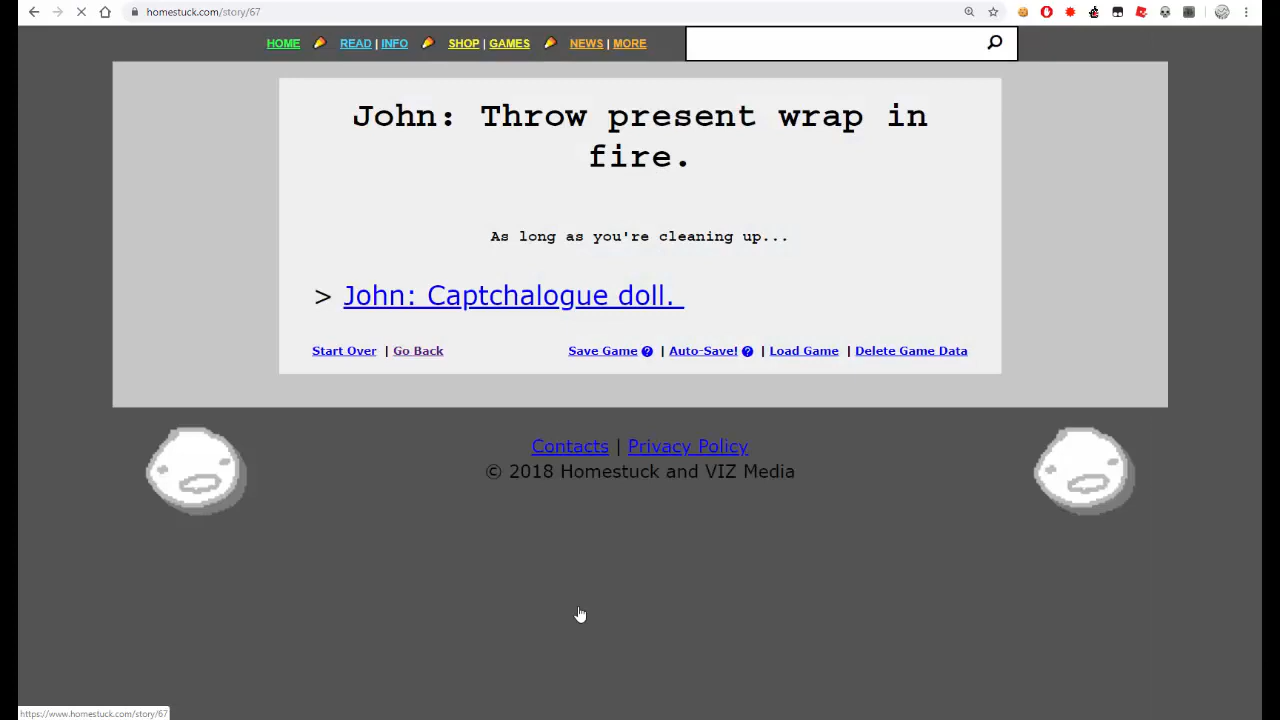 homestuck.com/story/67
HOME READ | INFO SHOP | GAMES NEWS | MORE
John: Throw present wrap in
fire.
As long as you're cleaning up...
> John: Captchalogue doll.
Start Over | Go Back Save Game ? | Auto-Save! ? | Load Game | Delete Game Data
Contacts | Privacy Policy
© 2018 Homestuck and VIZ Media
https://www.homestuck.com/story/67